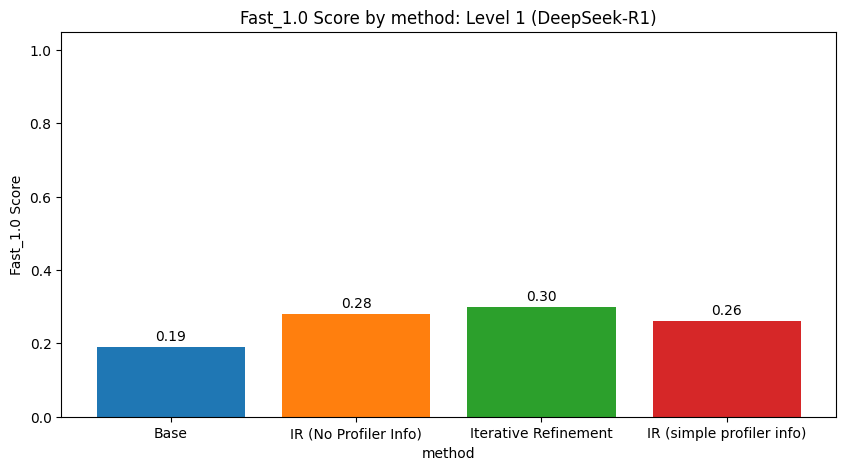 Fast_1.0 Score by method: Level 1 (DeepSeek-R1)
Fast_1.0 Score
1.0
0.8
0.6
0.4
0.2
0.0
0.19
0.28
0.30
0.26
Base
IR (No Profiler Info)
Iterative Refinement
IR (simple profiler info)
method